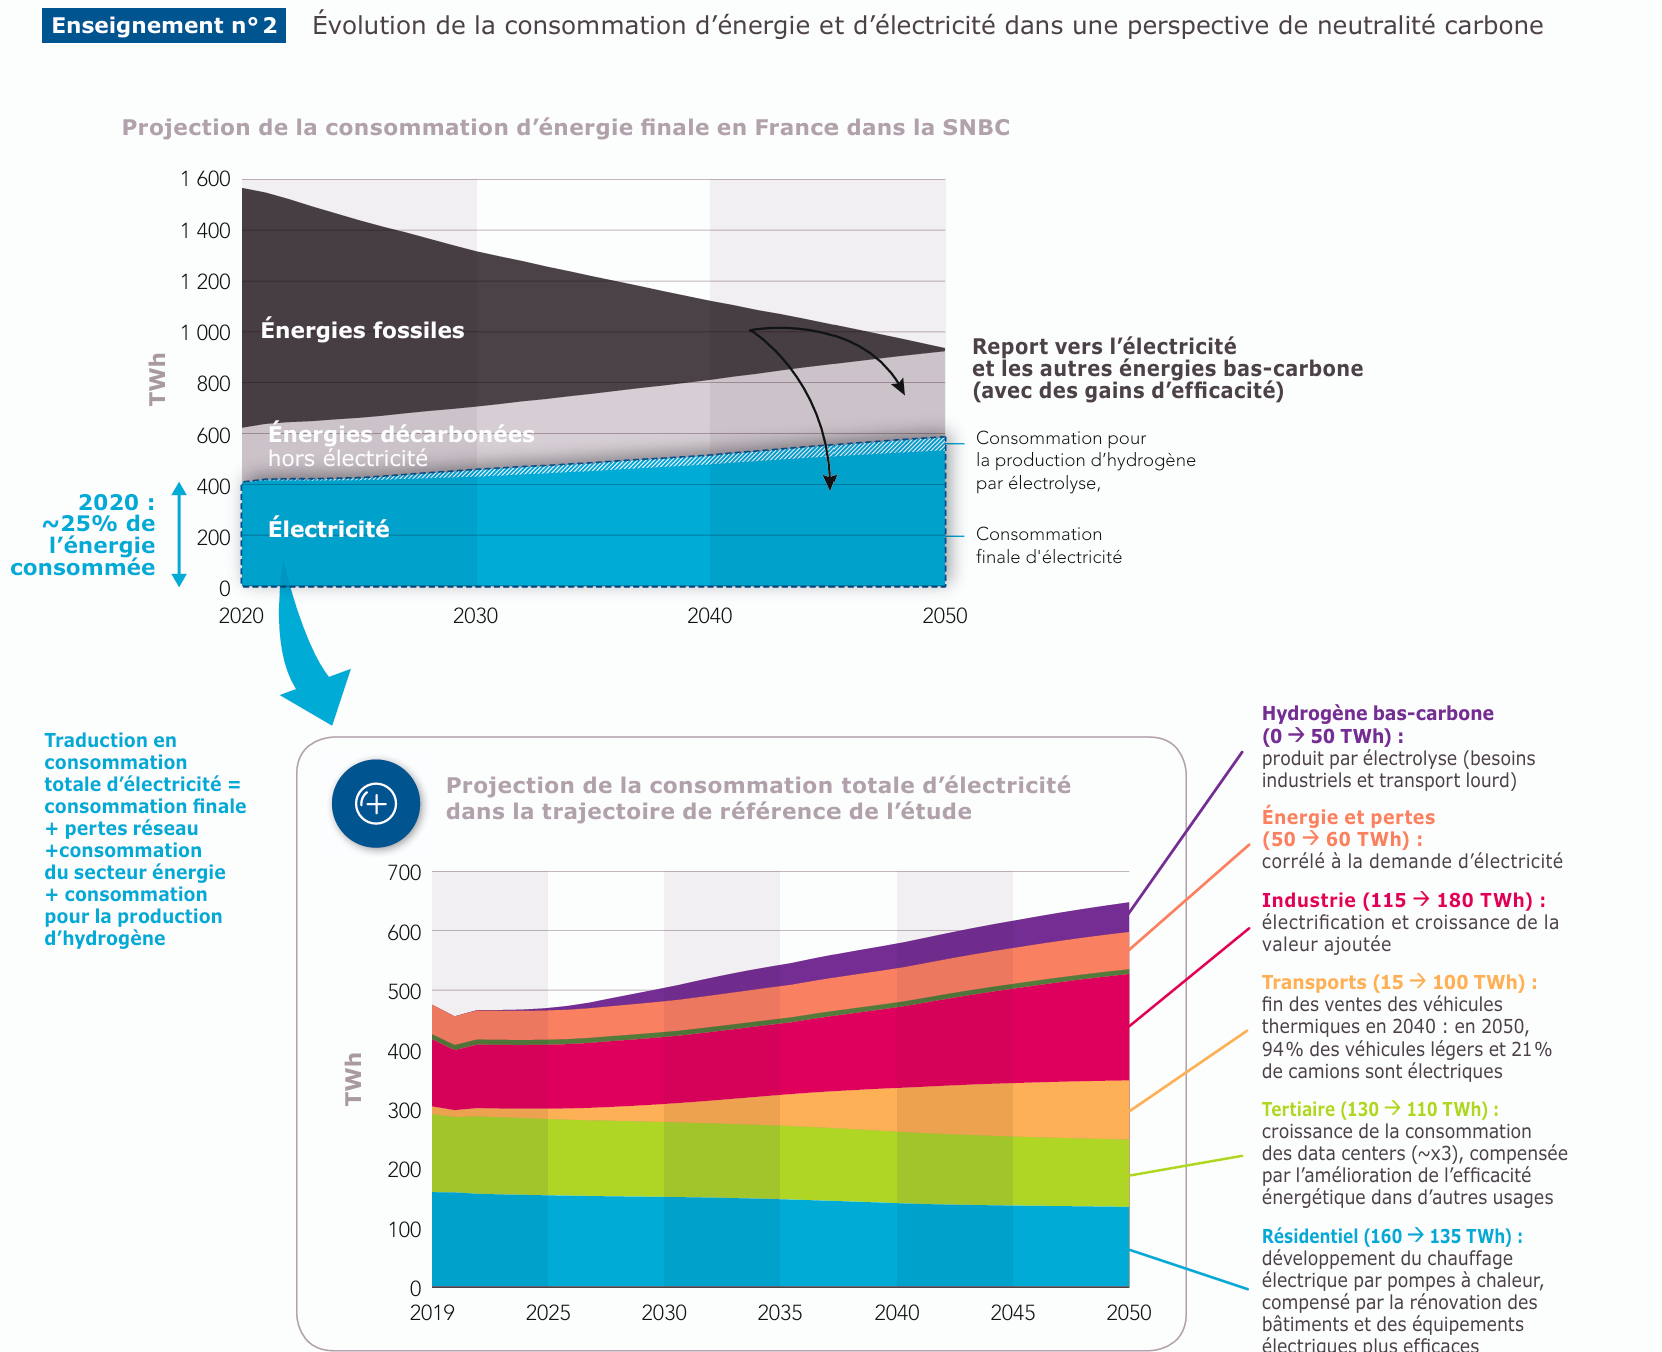 Enseignement n° 2
Évolution de la consommation d’énergie et d’électricité dans une perspective de neutralité carbone
Projection de la consommation d’énergie finale en France dans la SNBC
TWh
1 600
1 400
1 200
1 000
800
600
400
200
0
2020
2030
2040
2050
Énergies fossiles
Énergies décarbonées
hors électricité
Électricité
2020 :
~25% de
l’énergie
consommée
Report vers l’électricité
et les autres énergies bas-carbone
(avec des gains d’efficacité)
Consommation pour
la production d’hydrogène
par électrolyse,
Consommation
finale d'électricité
Traduction en
consommation
totale d’électricité =
consommation finale
+ pertes réseau
+consommation
du secteur énergie
+ consommation
pour la production
d’hydrogène
Projection de la consommation totale d’électricité
dans la trajectoire de référence de l’étude
TWh
700
600
500
400
300
200
100
0
2019
2025
2030
2035
2040
2045
2050
Hydrogène bas-carbone
(0 → 50 TWh) :
produit par électrolyse (besoins
industriels et transport lourd)
Énergie et pertes
(50 → 60 TWh) :
corrélé à la demande d’électricité
Industrie (115 → 180 TWh) :
électrification et croissance de la
valeur ajoutée
Transports (15 → 100 TWh) :
fin des ventes des véhicules
thermiques en 2040 : en 2050,
94% des véhicules légers et 21%
de camions sont électriques
Tertiaire (130 → 110 TWh) :
croissance de la consommation
des data centers (~x3), compensée
par l’amélioration de l’efficacité
énergétique dans d’autres usages
Résidentiel (160 → 135 TWh) :
développement du chauffage
électrique par pompes à chaleur,
compensé par la rénovation des
bâtiments et des équipements
électriques plus efficaces